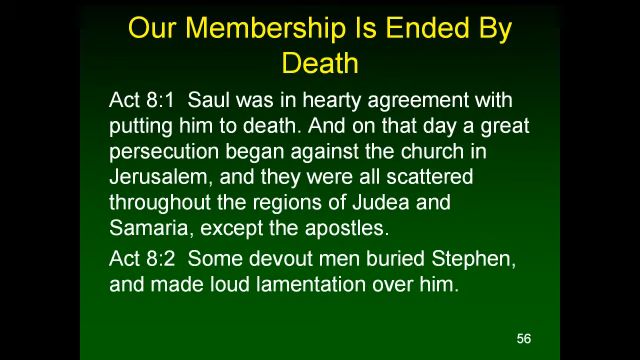 Our Membership Is Ended By
Death
Act 8:1  Saul was in hearty agreement with
putting him to death. And on that day a great
persecution began against the church in
Jerusalem, and they were all scattered
throughout the regions of Judea and
Samaria, except the apostles.
Act 8:2  Some devout men buried Stephen,
and made loud lamentation over him.
56